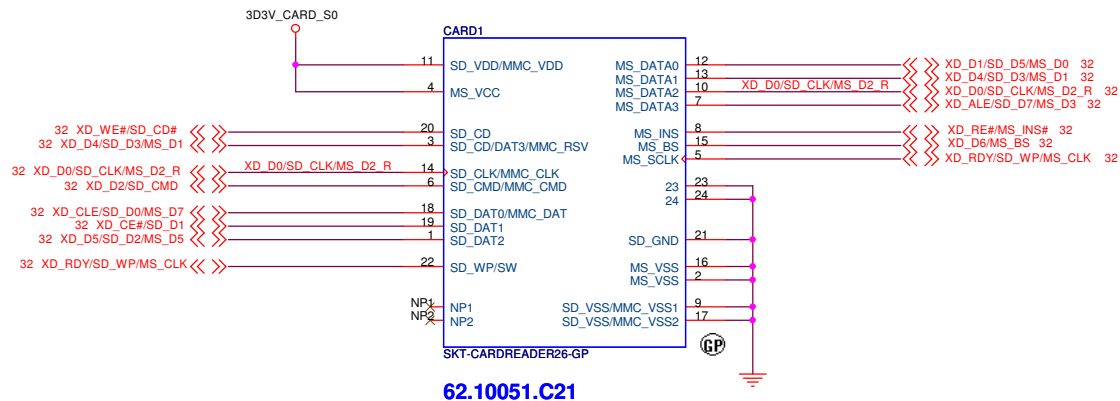 3D3V_CARD_S0
CARD1
11 SD_VDD/MMC_VDD
4 MS_VCC
32 XD_WE#/SD_CD# 20 SD_CD
32 XD_D4/SD_D3/MS_D1 3 SD_CD/DAT3/MMC_RSV
32 XD_D0/SD_CLK/MS_D2_R XD_D0/SD_CLK/MS_D2_R 14 SD_CLK/MMC_CLK
32 XD_D2/SD_CMD 6 SD_CMD/MMC_CMD
32 XD_CLE/SD_D0/MS_D7 18 SD_DAT0/MMC_DAT
32 XD_CE#/SD_D1 19 SD_DAT1
32 XD_D5/SD_D2/MS_D5 1 SD_DAT2
32 XD_RDY/SD_WP/MS_CLK 22 SD_WP/SW
NP1 NP1
NP2 NP2
MS_DATA0 12 XD_D1/SD_D5/MS_D0 32
MS_DATA1 13 XD_D4/SD_D3/MS_D1 32
MS_DATA2 10 XD_D0/SD_CLK/MS_D2_R XD_D0/SD_CLK/MS_D2_R 32
MS_DATA3 7 XD_ALE/SD_D7/MS_D3 32
MS_INS 8 XD_RE#/MS_INS# 32
MS_BS 15 XD_D6/MS_BS 32
MS_SCLK 5 XD_RDY/SD_WP/MS_CLK 32
23 23
24 24
SD_GND 21
MS_VSS 16
MS_VSS 2
SD_VSS/MMC_VSS1 9
SD_VSS/MMC_VSS2 17
GP
SKT-CARDREADER26-GP
62.10051.C21